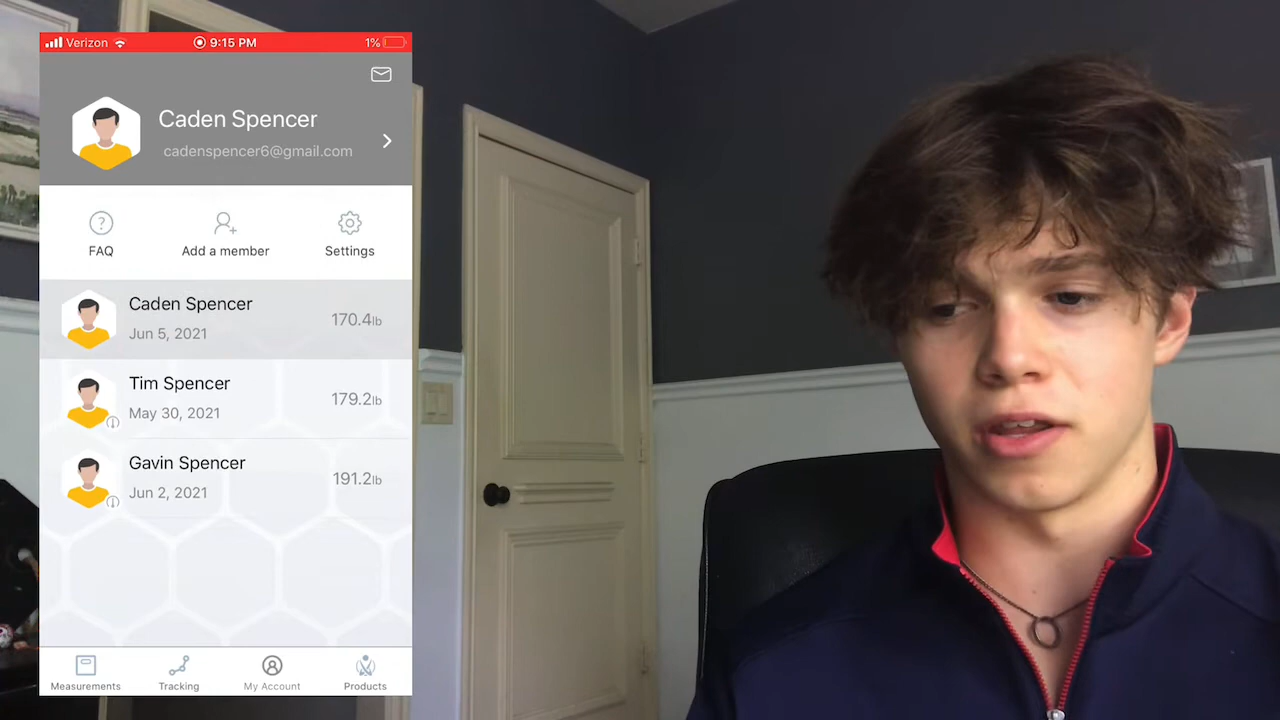 Verizon 9:15 PM 1%
Caden Spencer
cadenspencer6@gmail.com
FAQ Add a member Settings
Caden Spencer
Jun 5, 2021
170.4lb
Tim Spencer
May 30, 2021
179.2lb
Gavin Spencer
Jun 2, 2021
191.2lb
Measurements Tracking My Account Products